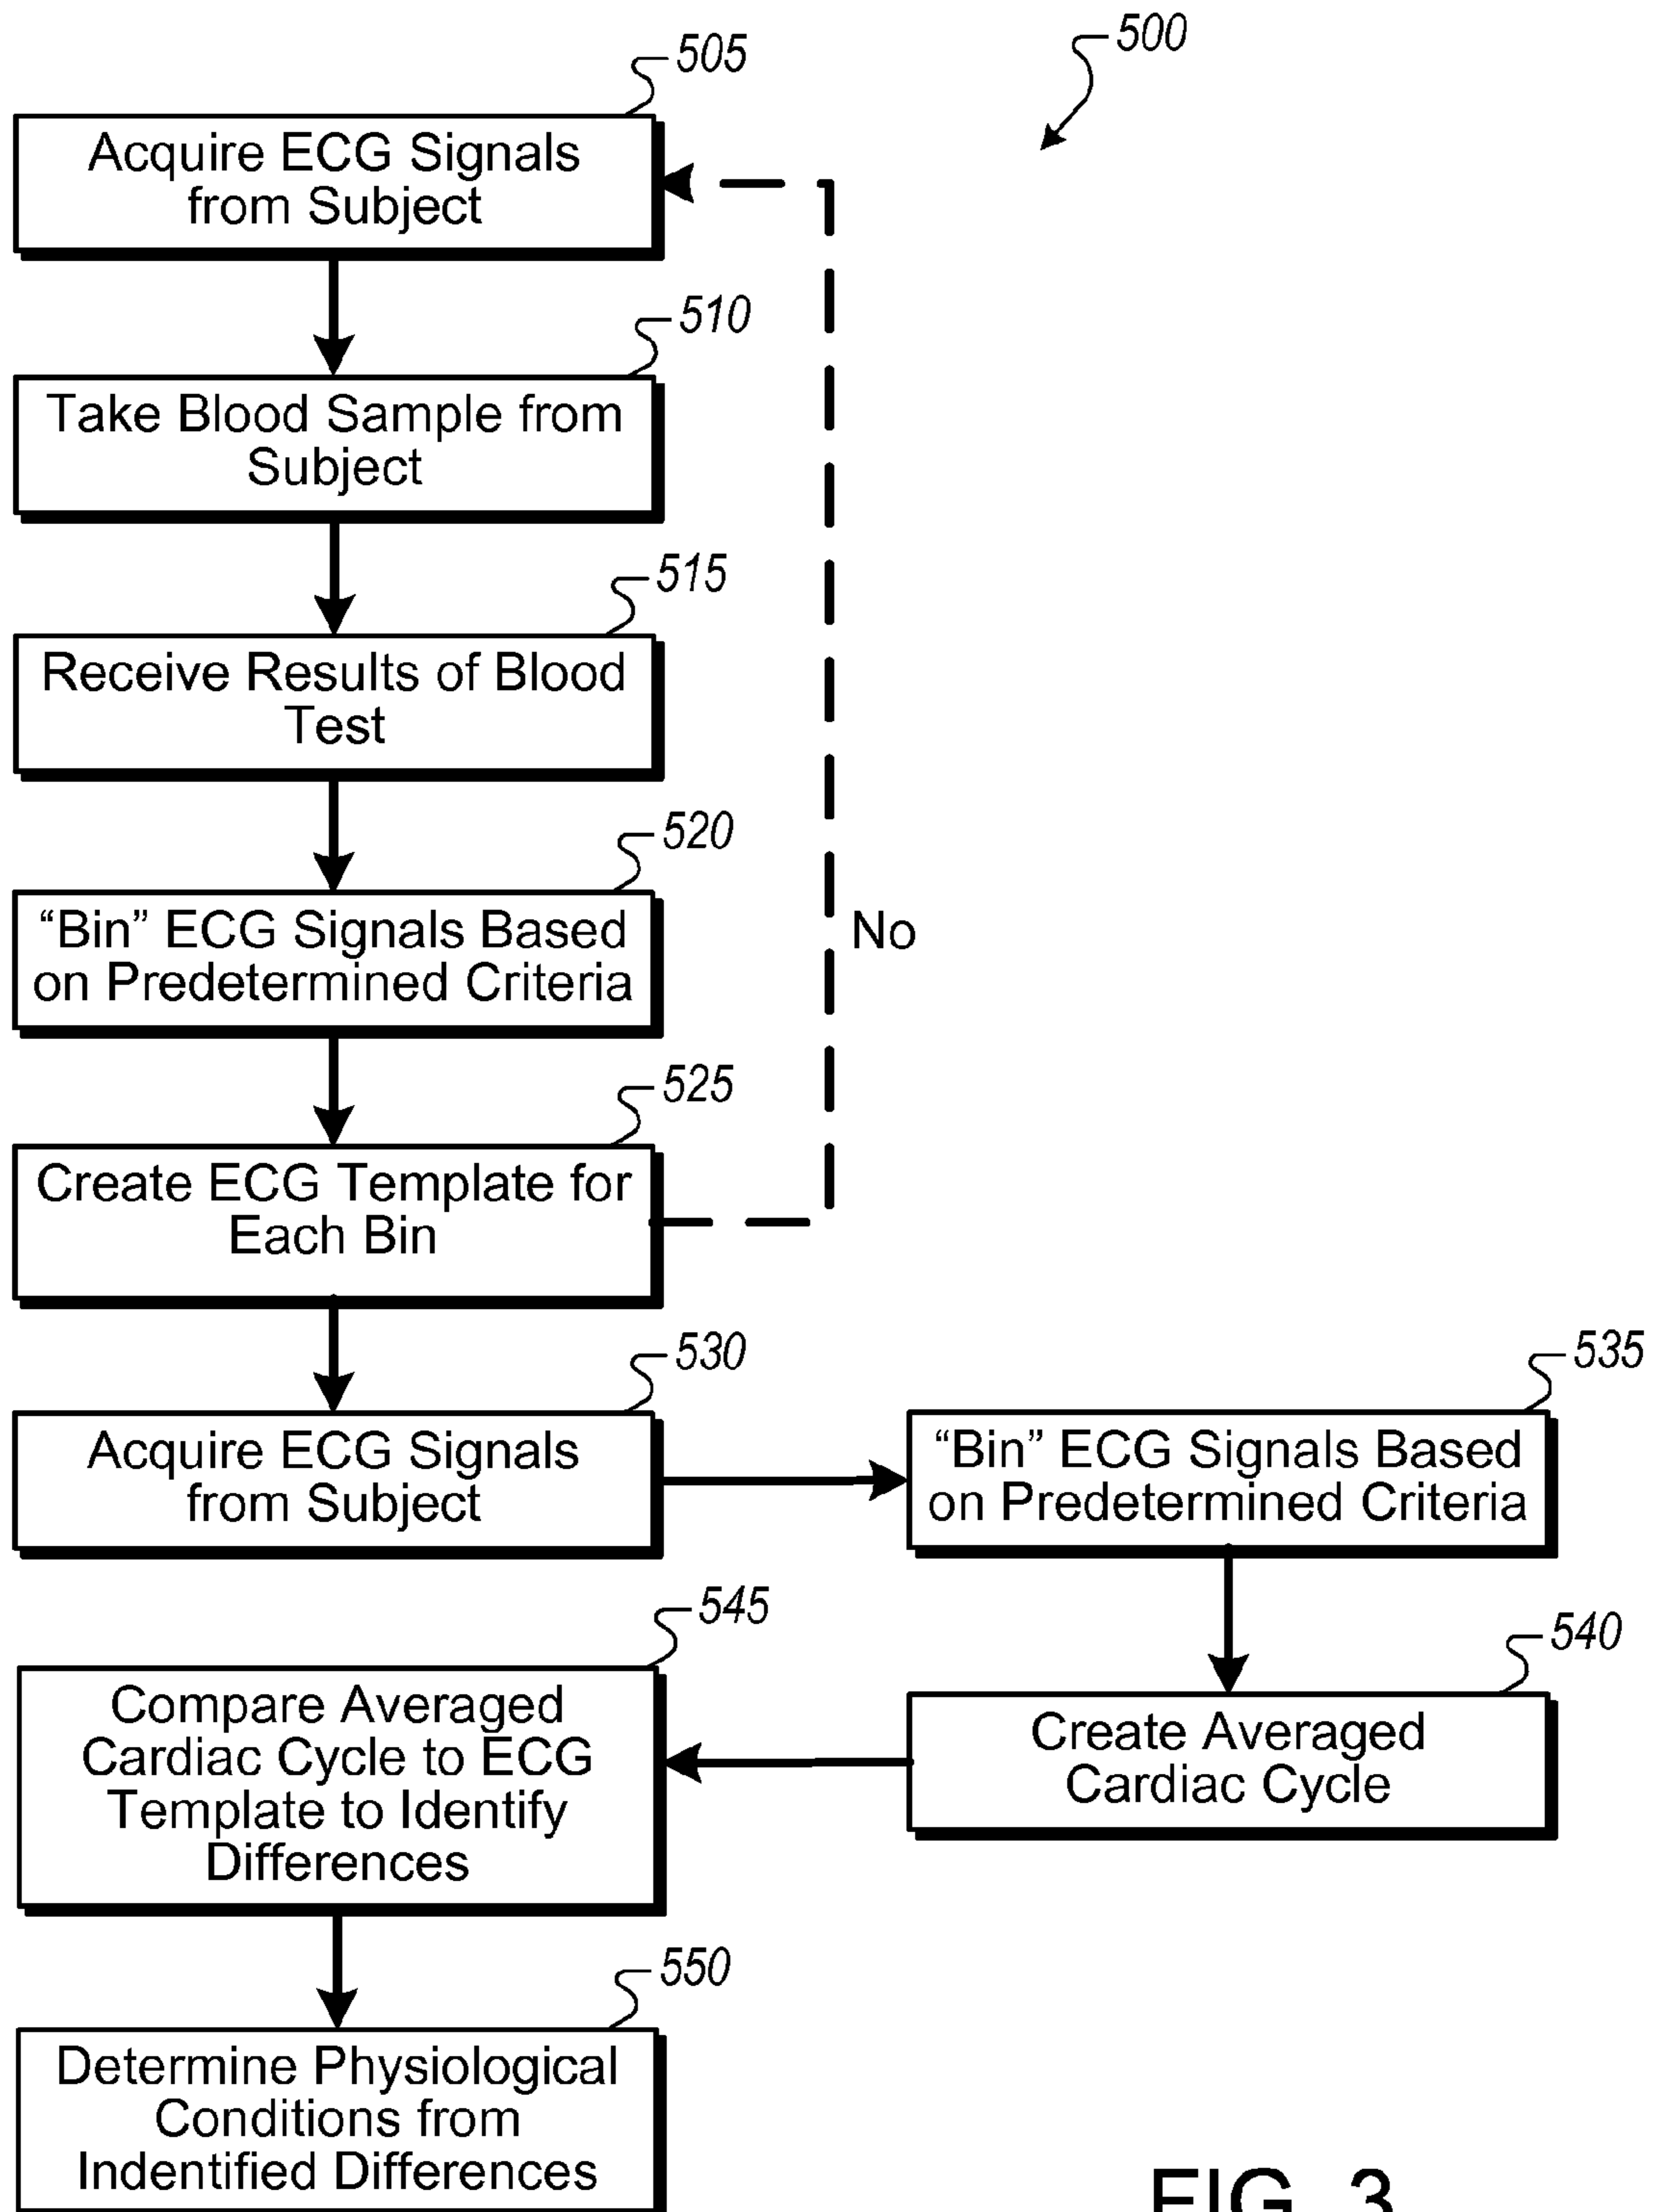 500
505
Acquire ECG Signals
from Subject
510
Take Blood Sample from
Subject
515
Receive Results of Blood
Test
520
“Bin” ECG Signals Based
on Predetermined Criteria
No
525
Create ECG Template for
Each Bin
530
Acquire ECG Signals
from Subject
535
“Bin” ECG Signals Based
on Predetermined Criteria
540
Create Averaged
Cardiac Cycle
545
Compare Averaged
Cardiac Cycle to ECG
Template to Identify
Differences
550
Determine Physiological
Conditions from
Indentified Differences
FIG. 3